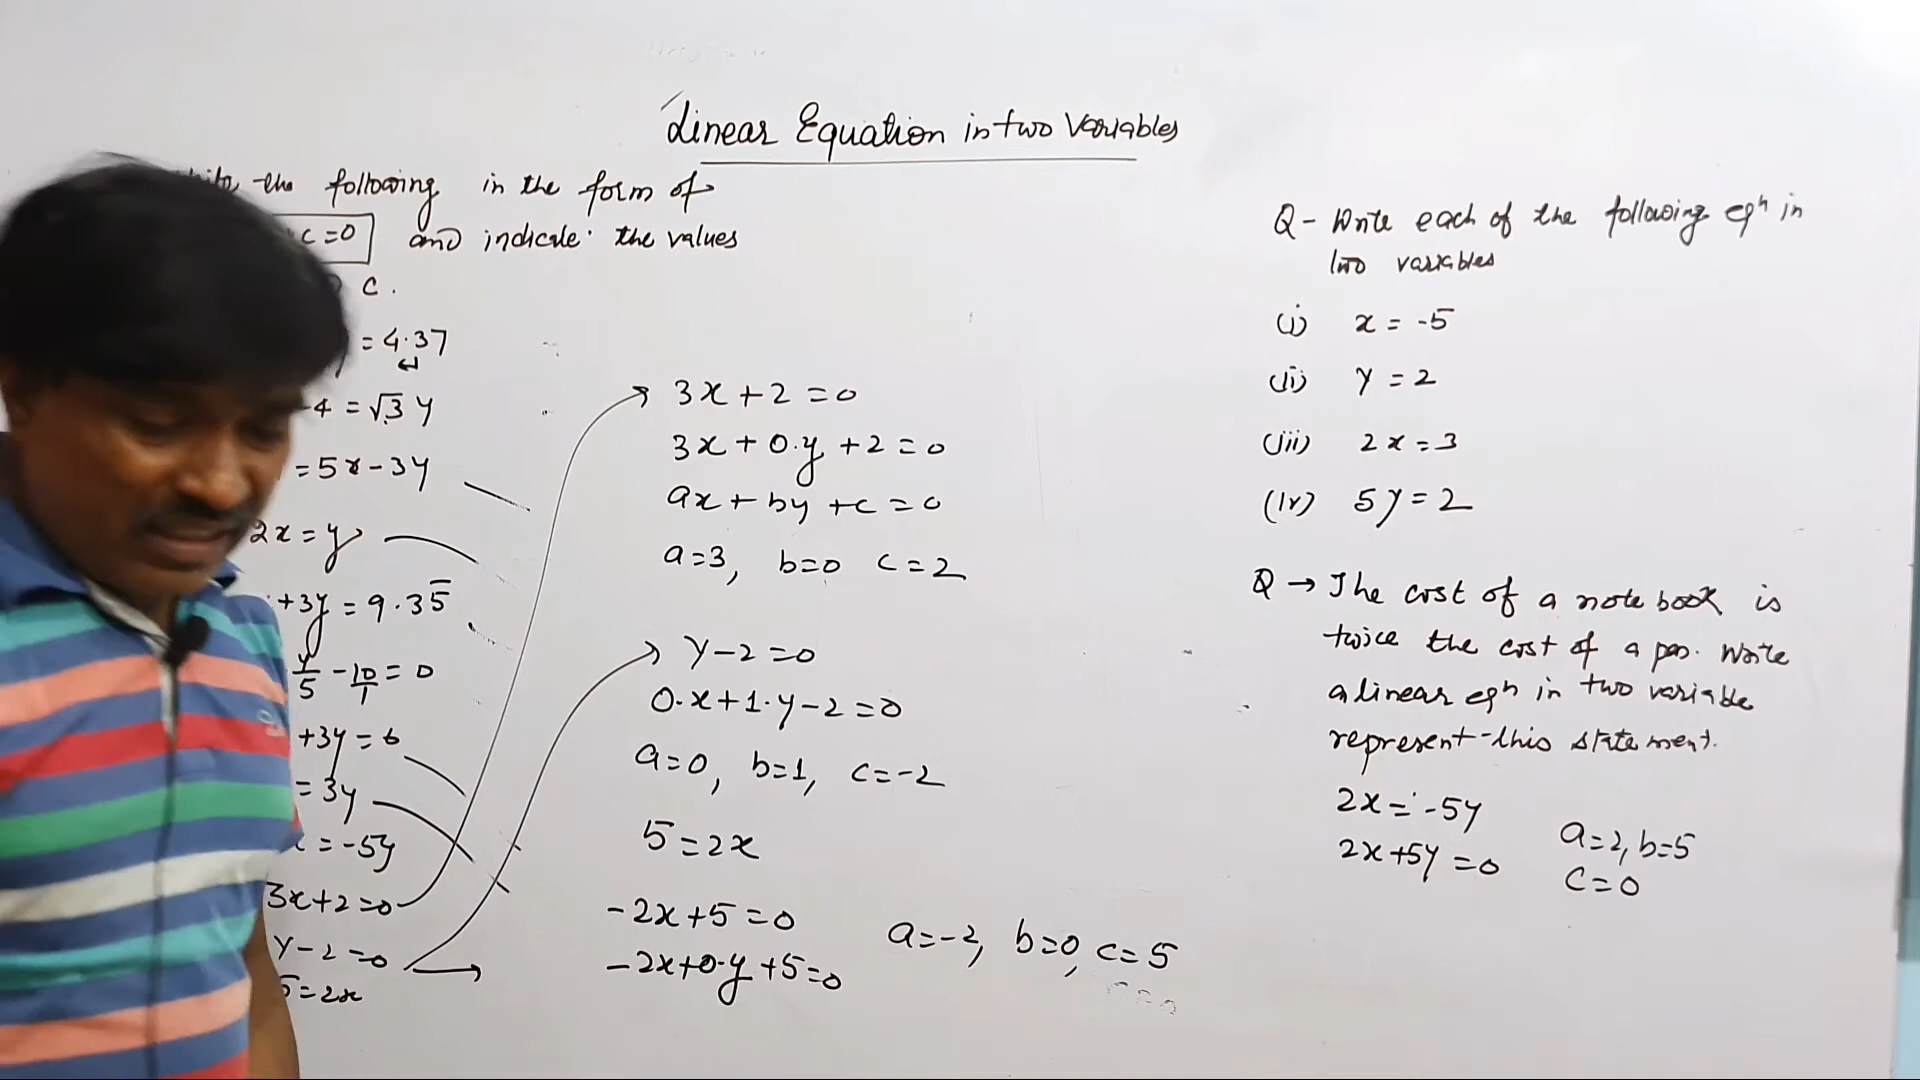 Linear Equation in two Variables
the following in the form of
c=0 and indicate the values
c.
= 4.37
-4 = √3 y
= 5x-3y
2x = y
+3y = 9.35̅
y/5 - 10/1 = 0
+3y = 6
= 3y
= -5y
3x+2=0
y-2=0
5=2x
3x+2=0
3x+0.y+2=0
ax+by+c=0
a=3, b=0 c=2
y-2=0
0.x+1.y-2=0
a=0, b=1, c=-2
5=2x
-2x+5=0
-2x+0.y+5=0
a=-2, b=0, c=5
Q- Write each of the following eqn in
two variables
(i) x = -5
(ii) y = 2
(iii) 2x = 3
(iv) 5y = 2
Q → The cost of a note book is
twice the cost of a pen. Write
a linear eqn in two variable
represent this statement.
2x = -5y
2x+5y=0
a=2, b=5
c=0